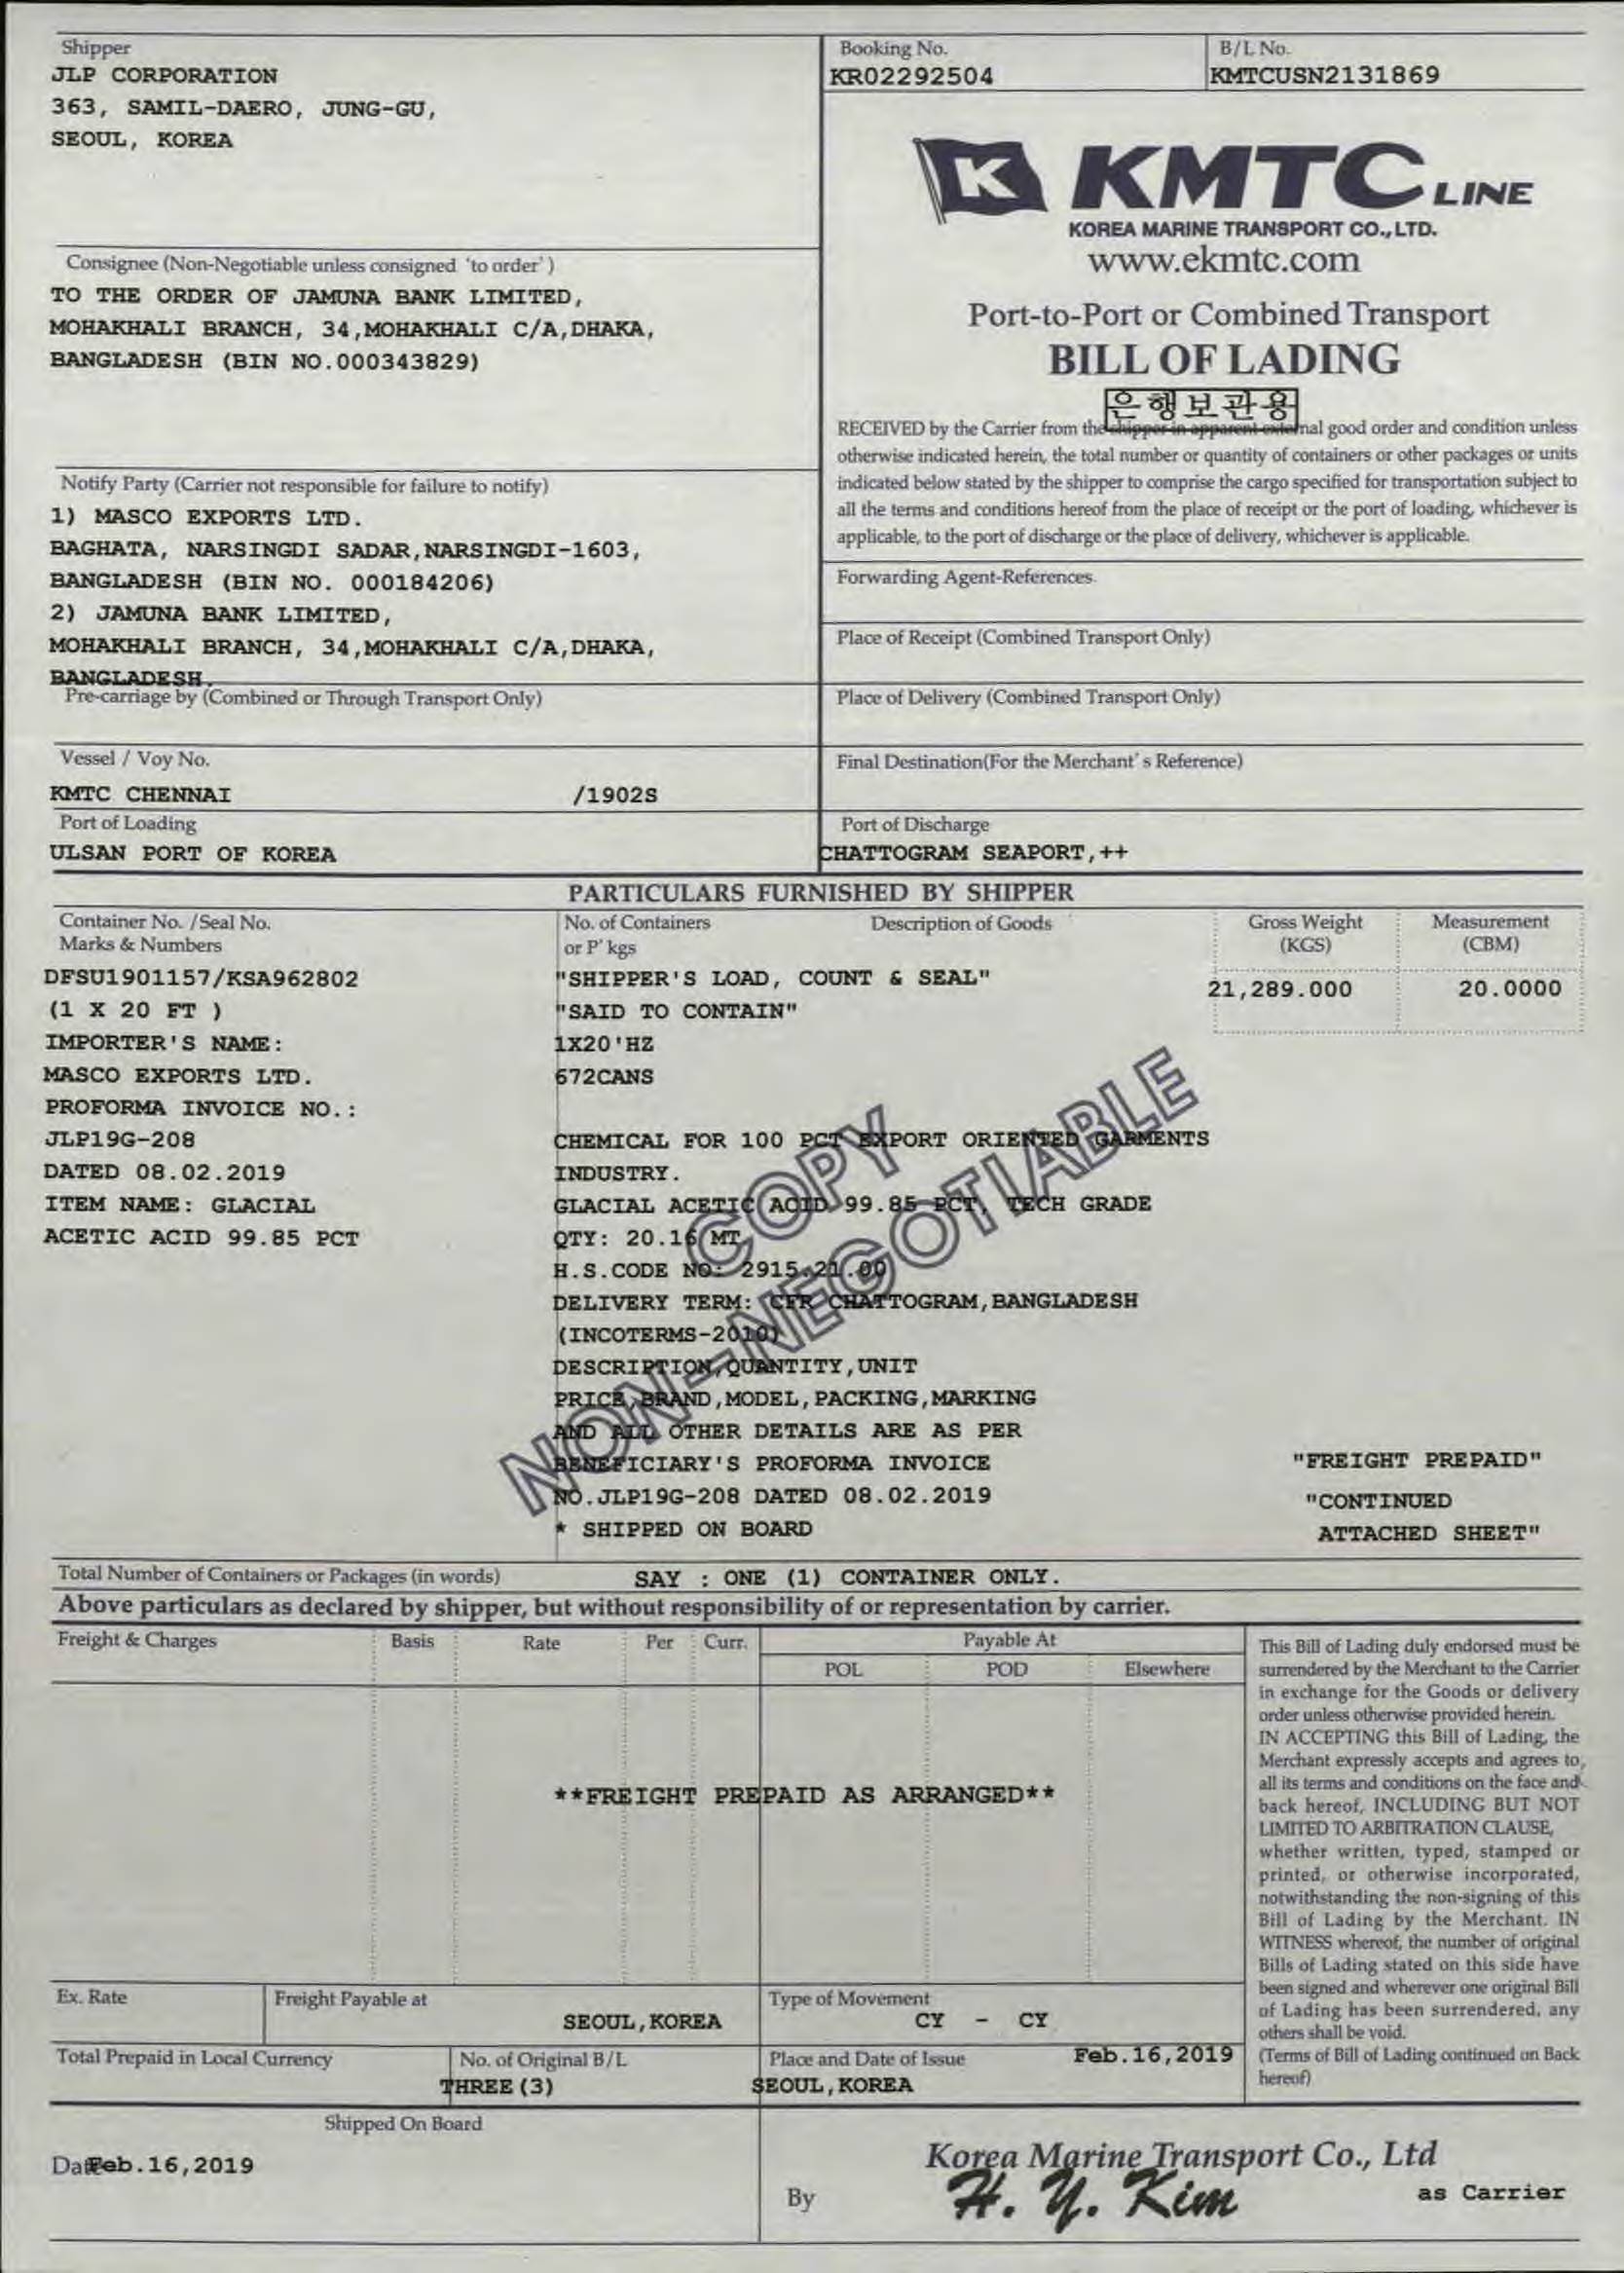 Shipper
JLP CORPORATION
363, SAMIL-DAERO, JUNG-GU,
SEOUL, KOREA
Booking No.
KR02292504
B/L No.
KMTCUSN2131869
K KMTC LINE
KOREA MARINE TRANSPORT CO., LTD.
www.ekmtc.com
Port-to-Port or Combined Transport
BILL OF LADING
은행보관용
RECEIVED by the Carrier from the shipper in apparent external good order and condition unless
otherwise indicated herein, the total number or quantity of containers or other packages or units
indicated below stated by the shipper to comprise the cargo specified for transportation subject to
all the terms and conditions hereof from the place of receipt or the port of loading, whichever is
applicable, to the port of discharge or the place of delivery, whichever is applicable.
Consignee (Non-Negotiable unless consigned 'to order')
TO THE ORDER OF JAMUNA BANK LIMITED,
MOHAKHALI BRANCH, 34,MOHAKHALI C/A,DHAKA,
BANGLADESH (BIN NO.000343829)
Notify Party (Carrier not responsible for failure to notify)
1) MASCO EXPORTS LTD.
BAGHATA, NARSINGDI SADAR,NARSINGDI-1603,
BANGLADESH (BIN NO. 000184206)
2) JAMUNA BANK LIMITED,
MOHAKHALI BRANCH, 34,MOHAKHALI C/A,DHAKA,
BANGLADESH.
Forwarding Agent-References
Place of Receipt (Combined Transport Only)
Pre-carriage by (Combined or Through Transport Only)
Place of Delivery (Combined Transport Only)
Vessel / Voy No.
KMTC CHENNAI /1902S
Final Destination(For the Merchant's Reference)
Port of Loading
ULSAN PORT OF KOREA
Port of Discharge
CHATTOGRAM SEAPORT,++
PARTICULARS FURNISHED BY SHIPPER
Container No. /Seal No.
Marks & Numbers
No. of Containers
or P'kgs
Description of Goods
Gross Weight
(KGS)
Measurement
(CBM)
DFSU1901157/KSA962802
(1 X 20 FT )
IMPORTER'S NAME:
MASCO EXPORTS LTD.
PROFORMA INVOICE NO.:
JLP19G-208
DATED 08.02.2019
ITEM NAME: GLACIAL
ACETIC ACID 99.85 PCT
"SHIPPER'S LOAD, COUNT & SEAL"
"SAID TO CONTAIN"
1X20'HZ
672CANS
CHEMICAL FOR 100 PCT EXPORT ORIENTED GARMENTS
INDUSTRY.
GLACIAL ACETIC ACID 99.85 PCT, TECH GRADE
QTY: 20.16 MT
H.S.CODE NO: 2915.21.00
DELIVERY TERM: CFR CHATTOGRAM,BANGLADESH
(INCOTERMS-2010)
DESCRIPTION,QUANTITY,UNIT
PRICE,BRAND,MODEL,PACKING,MARKING
AND ALL OTHER DETAILS ARE AS PER
BENEFICIARY'S PROFORMA INVOICE
NO.JLP19G-208 DATED 08.02.2019
* SHIPPED ON BOARD
21,289.000
20.0000
COPY
NON-NEGOTIABLE
"FREIGHT PREPAID"
"CONTINUED
ATTACHED SHEET"
Total Number of Containers or Packages (in words)
SAY : ONE (1) CONTAINER ONLY.
Above particulars as declared by shipper, but without responsibility of or representation by carrier.
Freight & Charges
Basis
Rate
Per
Curr.
Payable At
POL
POD
Elsewhere
**FREIGHT PREPAID AS ARRANGED**
This Bill of Lading duly endorsed must be
surrendered by the Merchant to the Carrier
in exchange for the Goods or delivery
order unless otherwise provided herein.
IN ACCEPTING this Bill of Lading, the
Merchant expressly accepts and agrees to
all its terms and conditions on the face and
back hereof, INCLUDING BUT NOT
LIMITED TO ARBITRATION CLAUSE,
whether written, typed, stamped or
printed, or otherwise incorporated,
notwithstanding the non-signing of this
Bill of Lading by the Merchant. IN
WITNESS whereof, the number of original
Bills of Lading stated on this side have
been signed and wherever one original Bill
of Lading has been surrendered, any
others shall be void.
(Terms of Bill of Lading continued on Back
hereof)
Ex. Rate
Freight Payable at
SEOUL,KOREA
Type of Movement
CY - CY
Total Prepaid in Local Currency
No. of Original B/L
THREE(3)
Place and Date of Issue
Feb.16,2019
SEOUL,KOREA
Shipped On Board
Date Feb.16,2019
Korea Marine Transport Co., Ltd
By
H. Y. Kim
as Carrier